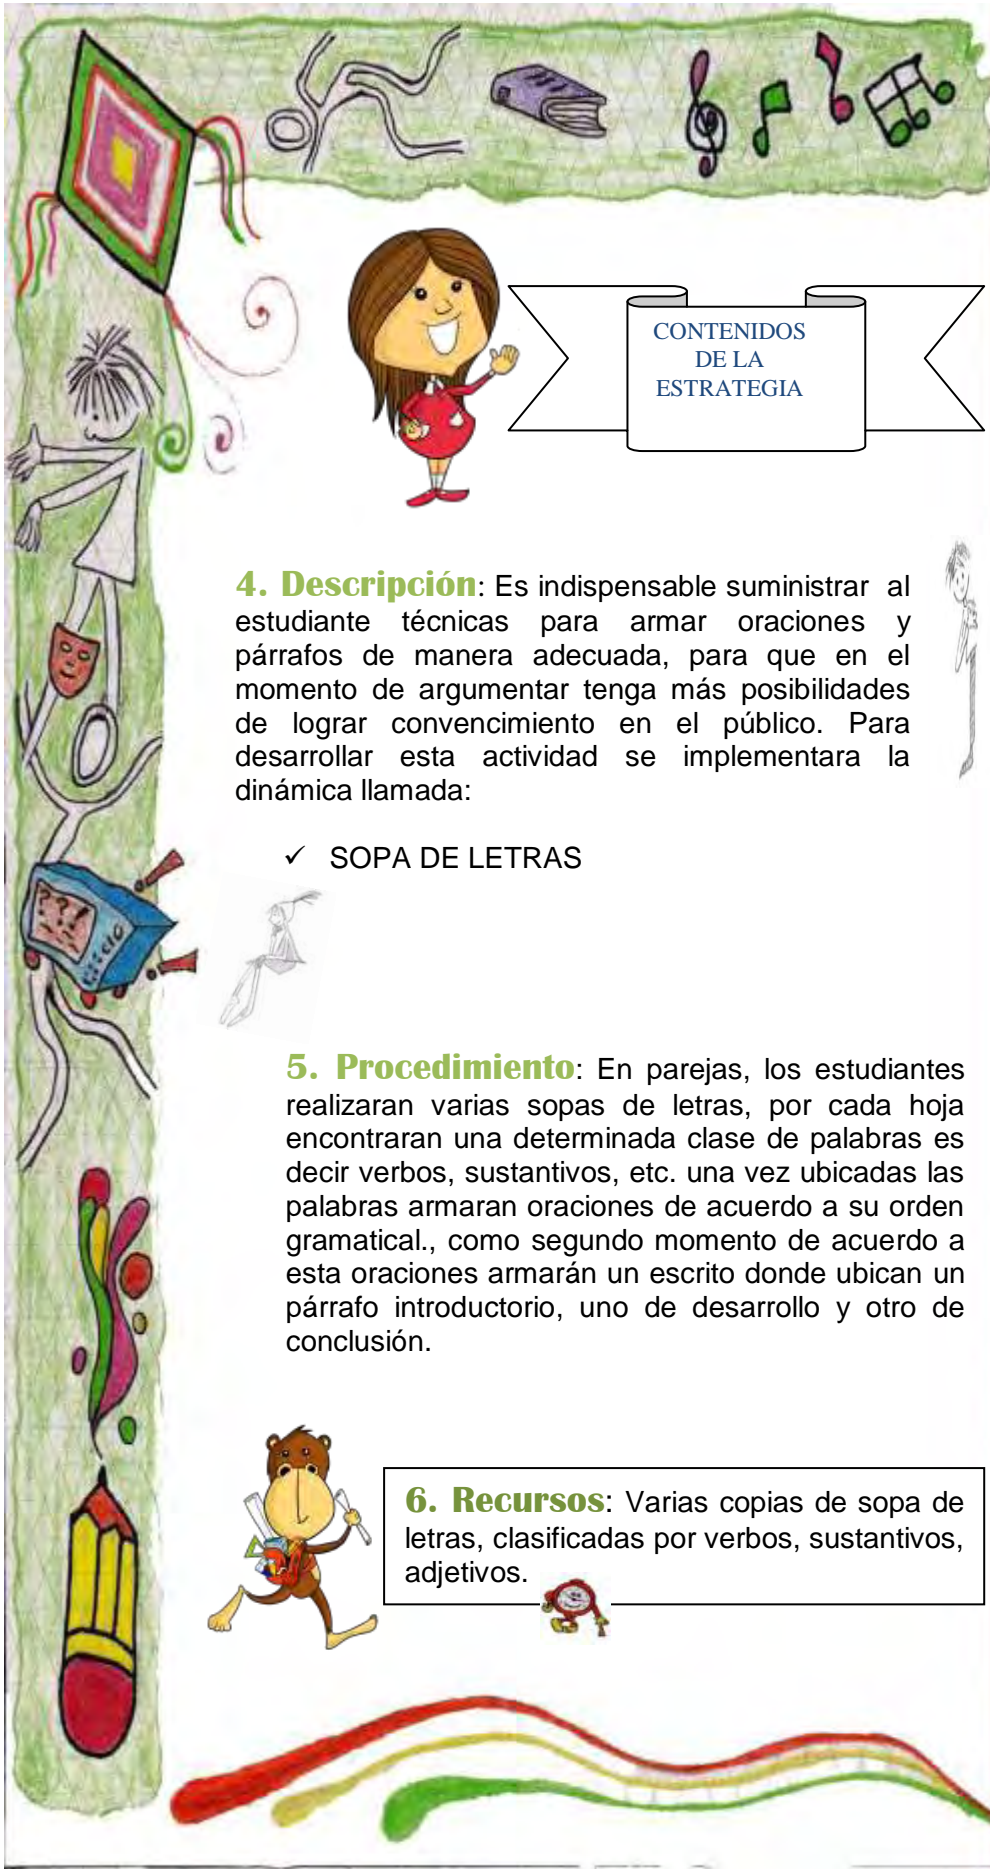 CONTENIDOS
DE LA
ESTRATEGIA
4. Descripción: Es indispensable suministrar al
estudiante técnicas para armar oraciones y
párrafos de manera adecuada, para que en el
momento de argumentar tenga más posibilidades
de lograr convencimiento en el público. Para
desarrollar esta actividad se implementara la
dinámica llamada:
✓ SOPA DE LETRAS
5. Procedimiento: En parejas, los estudiantes
realizaran varias sopas de letras, por cada hoja
encontraran una determinada clase de palabras es
decir verbos, sustantivos, etc. una vez ubicadas las
palabras armaran oraciones de acuerdo a su orden
gramatical., como segundo momento de acuerdo a
esta oraciones armarán un escrito donde ubican un
párrafo introductorio, uno de desarrollo y otro de
conclusión.
6. Recursos: Varias copias de sopa de
letras, clasificadas por verbos, sustantivos,
adjetivos.